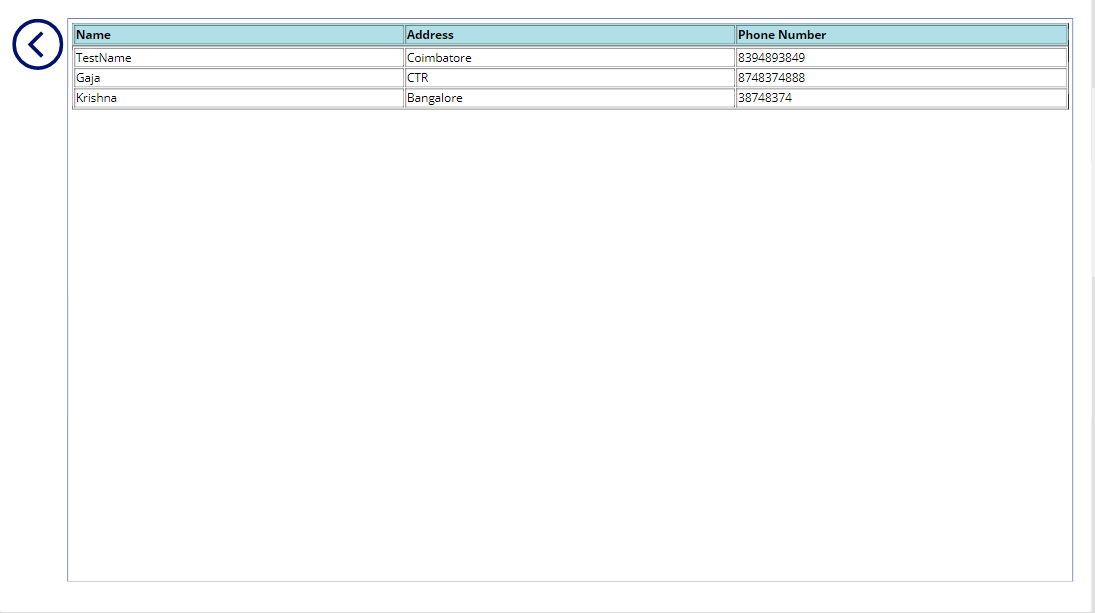 Name Address Phone Number
TestName Coimbatore 8394893849
Gaja CTR 8748374888
Krishna Bangalore 38748374